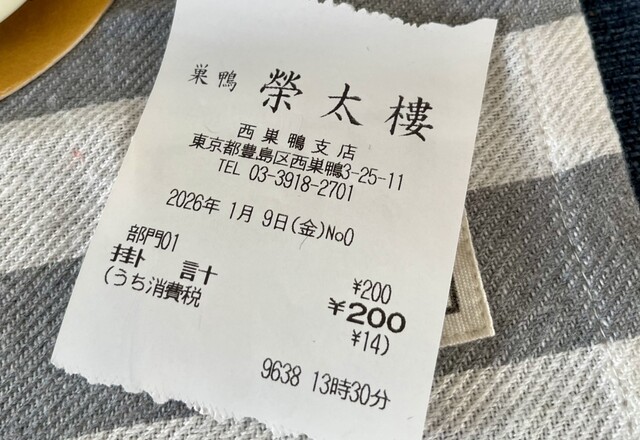 巣鴨 榮太樓
西巣鴨支店
東京都豊島区西巣鴨3-25-11
TEL 03-3918-2701
2026年 1月 9日(金)No0
部門01 ¥200
掛 計 ¥200
(うち消費税 ¥14)
9638 13時30分